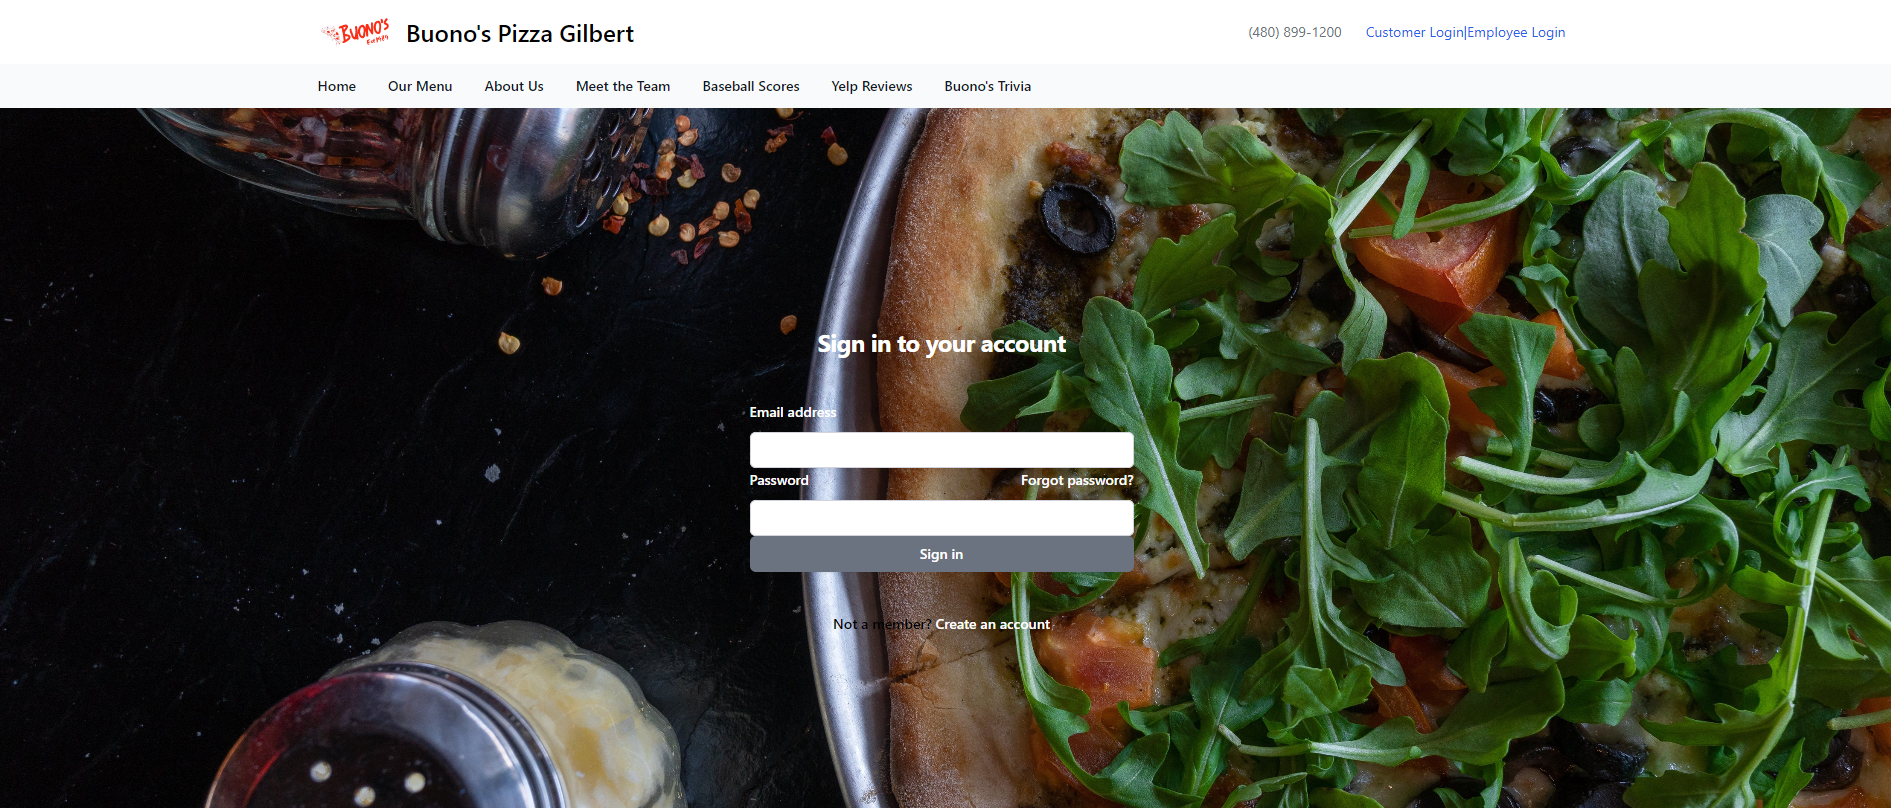 BUONO'S
Est 1984
Buono's Pizza Gilbert
(480) 899-1200
Customer Login|Employee Login
Home Our Menu About Us Meet the Team Baseball Scores Yelp Reviews Buono's Trivia
Sign in to your account
Email address
Password Forgot password?
Sign in
Not a member? Create an account